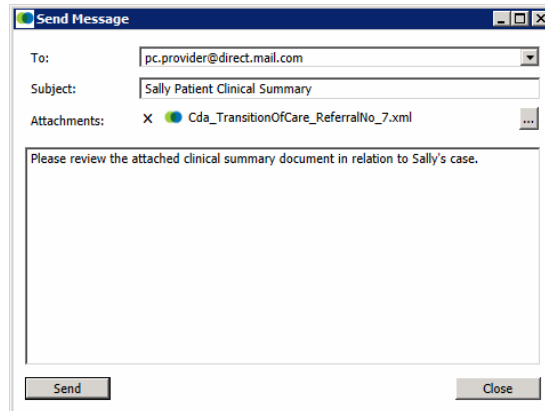 Send Message
To: pc.provider@direct.mail.com
Subject: Sally Patient Clinical Summary
Attachments: X Cda_TransitionOfCare_ReferralNo_7.xml ...
Please review the attached clinical summary document in relation to Sally's case.
Send Close